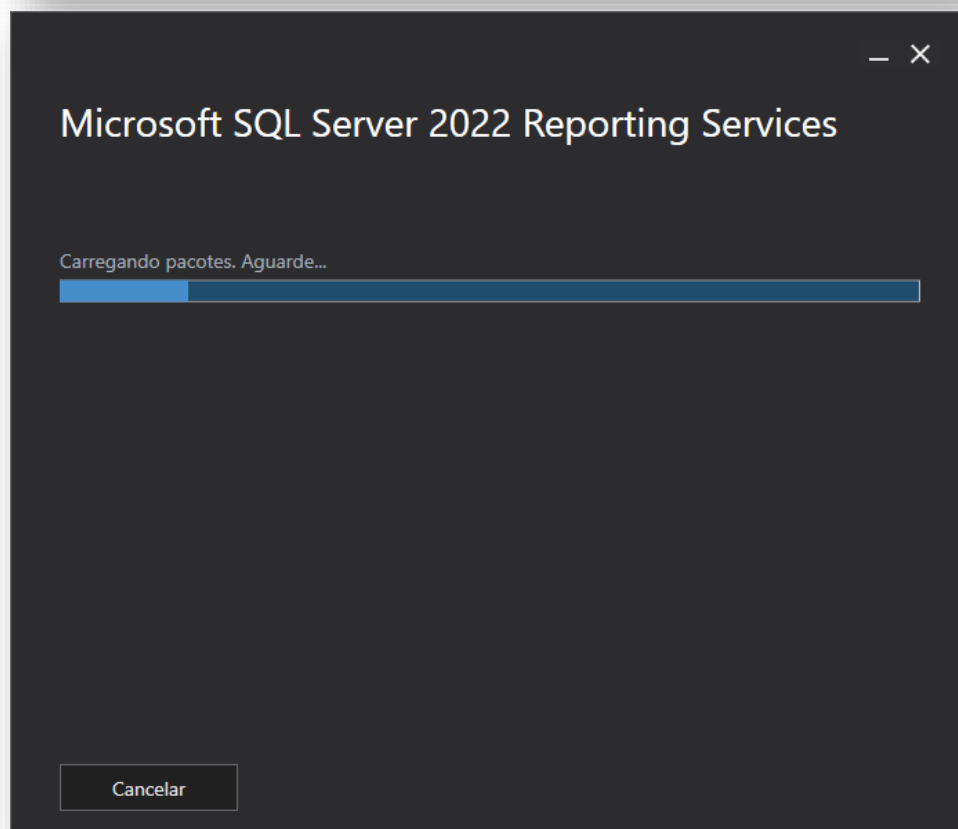 Microsoft SQL Server 2022 Reporting Services
Carregando pacotes. Aguarde...
Cancelar